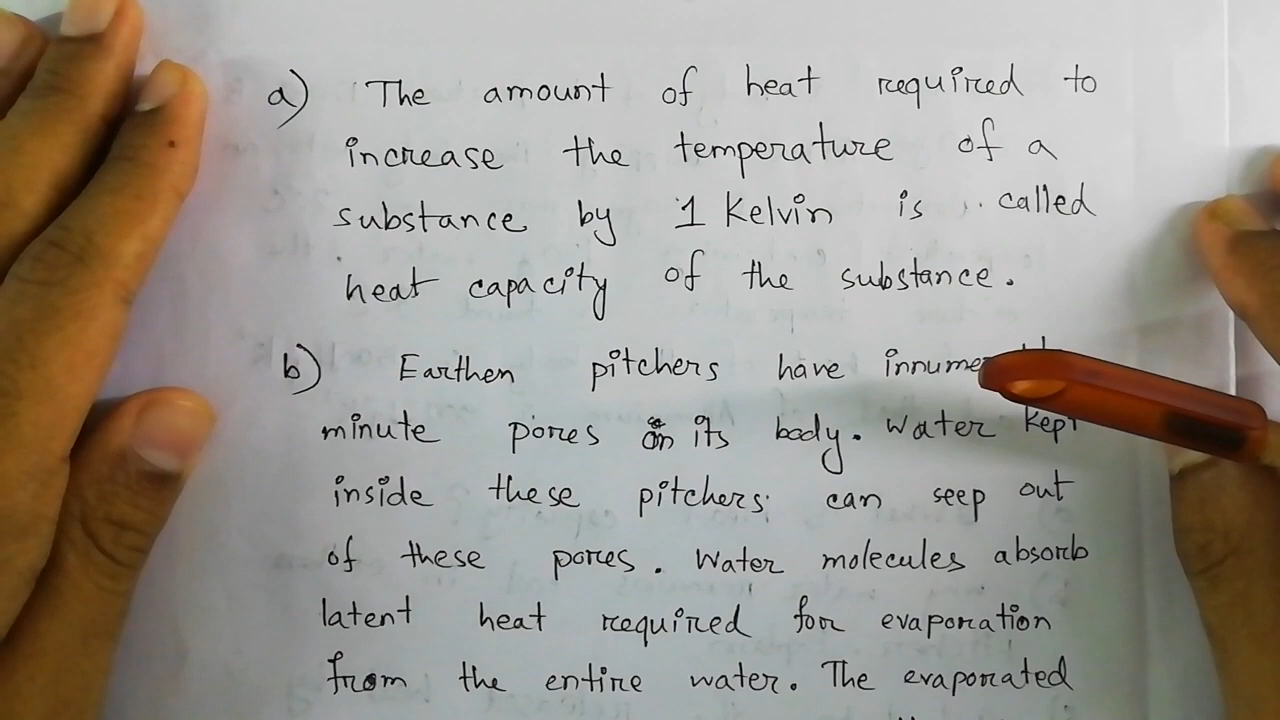 a) The amount of heat required to
increase the temperature of a
substance by 1 Kelvin is called
heat capacity of the substance.
b) Earthen pitchers have
minute pores in its body. Water kept
inside these pitchers can seep out
of these pores. Water molecules absorb
latent heat required for evaporation
from the entire water. The evaporated